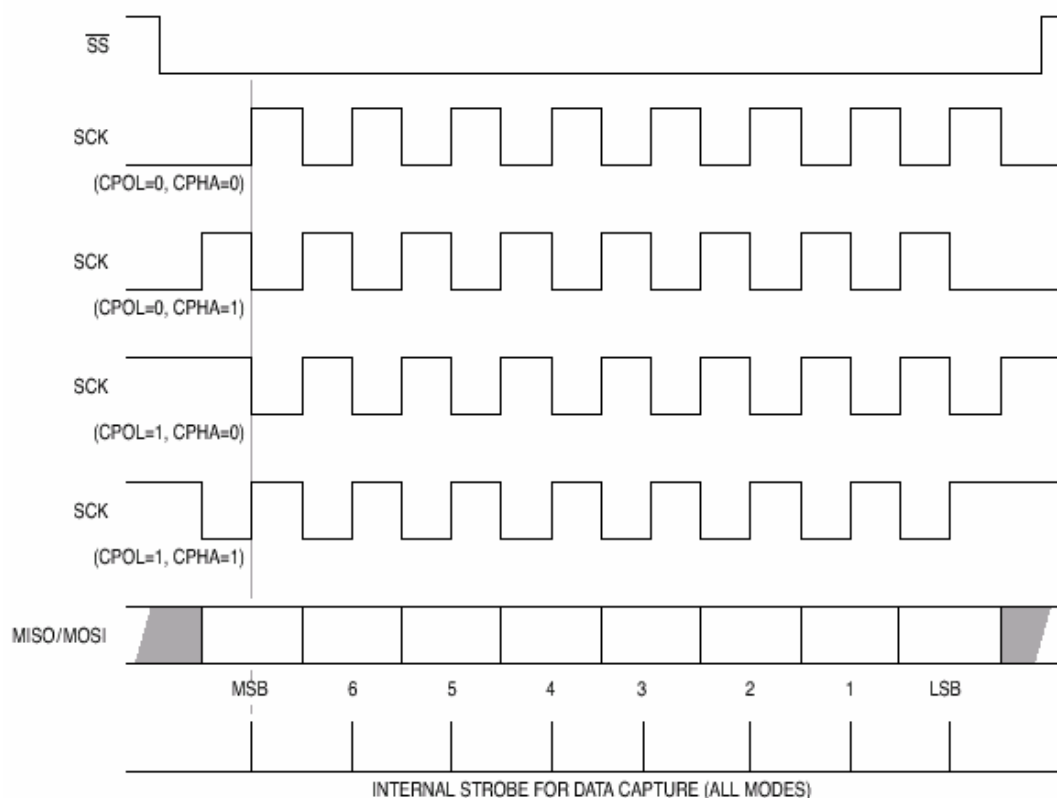 SS
SCK
(CPOL=0, CPHA=0)
SCK
(CPOL=0, CPHA=1)
SCK
(CPOL=1, CPHA=0)
SCK
(CPOL=1, CPHA=1)
MISO/MOSI
MSB 6 5 4 3 2 1 LSB
INTERNAL STROBE FOR DATA CAPTURE (ALL MODES)